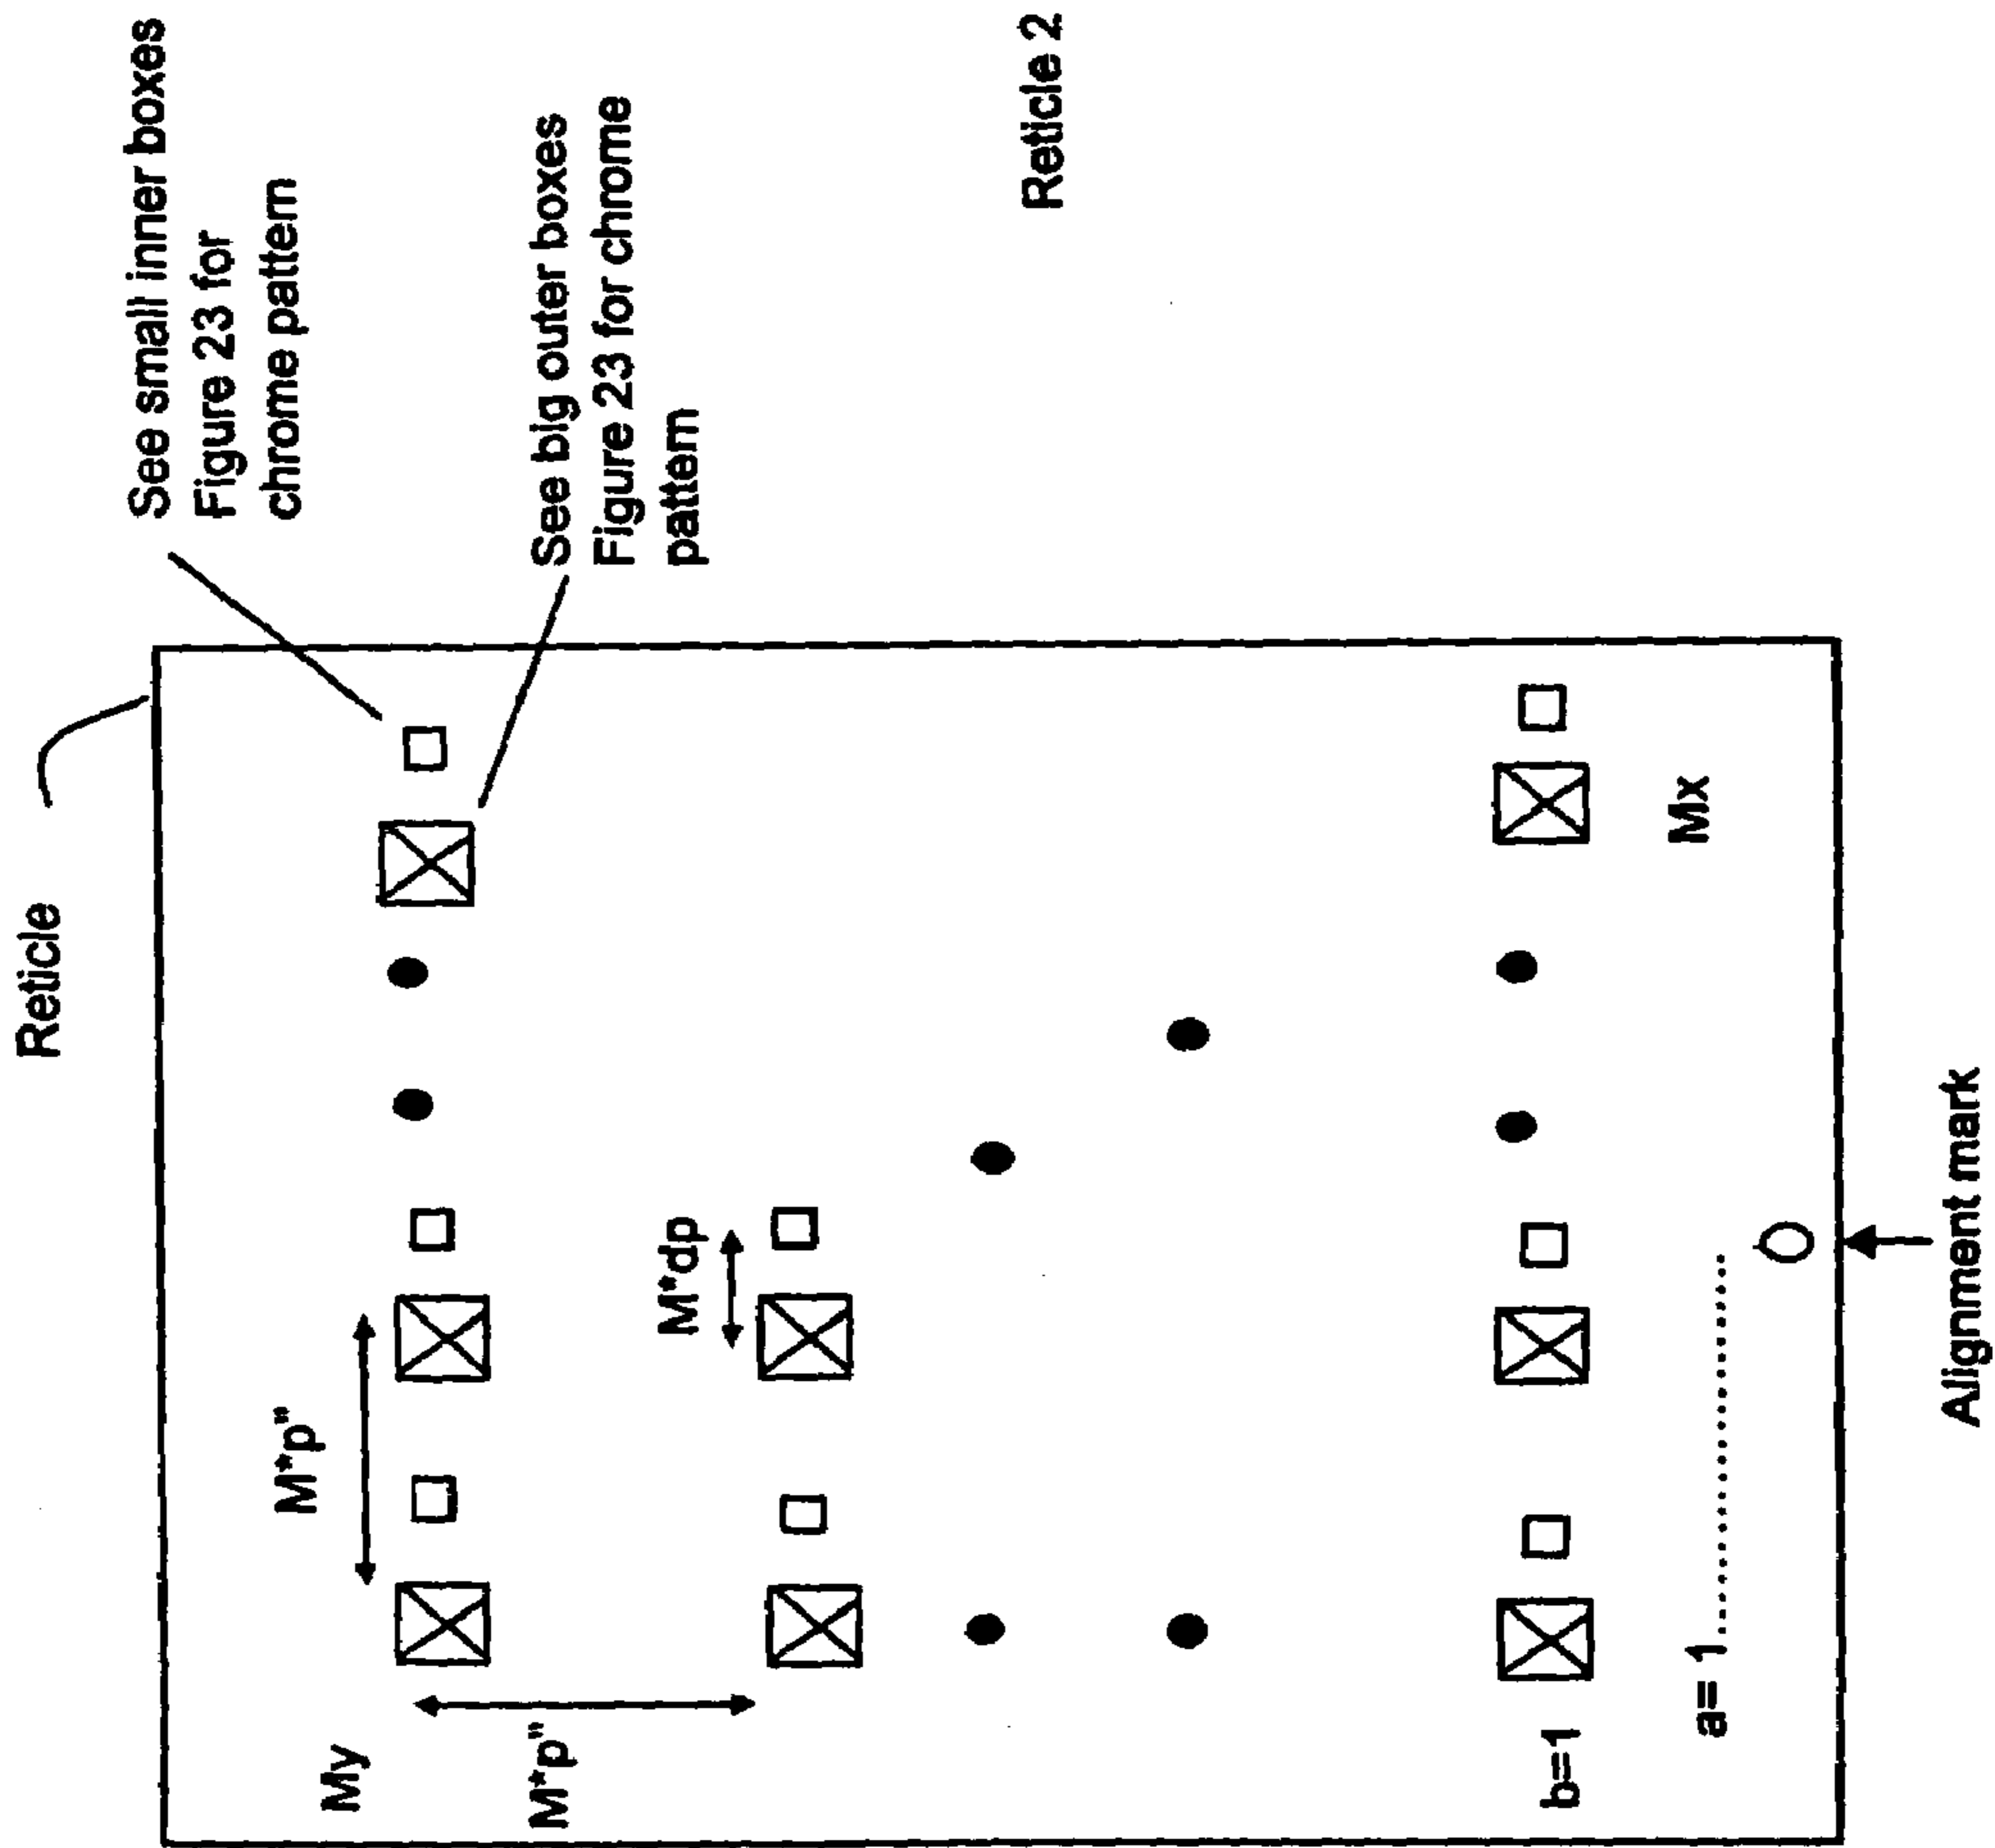 Reticle
See small inner boxes
Figure 23 for
chrome pattern
See big outer boxes
Figure 23 for chrome
pattern
My
M*p"
M*p"
M*dp
Reticle 2
b=1
Mx
a= 1
Alignment mark